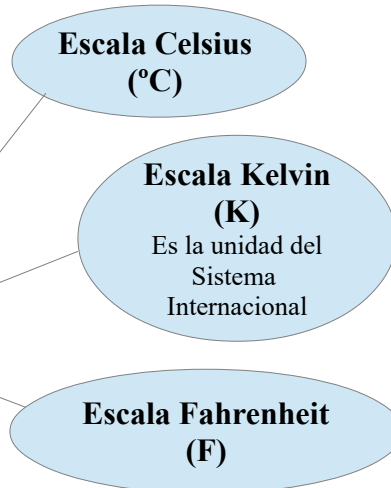 Escala Celsius
(ºC)
Escala Kelvin
(K)
Es la unidad del
Sistema
Internacional
Escala Fahrenheit
(F)